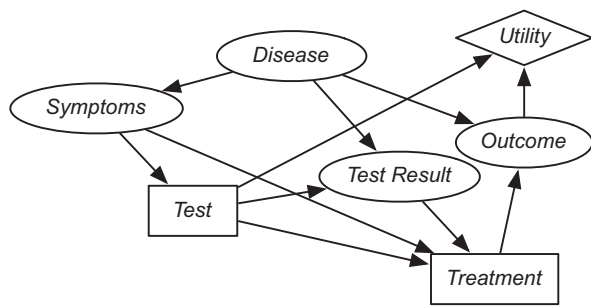 Utility
Disease
Symptoms
Outcome
Test Result
Test
Treatment